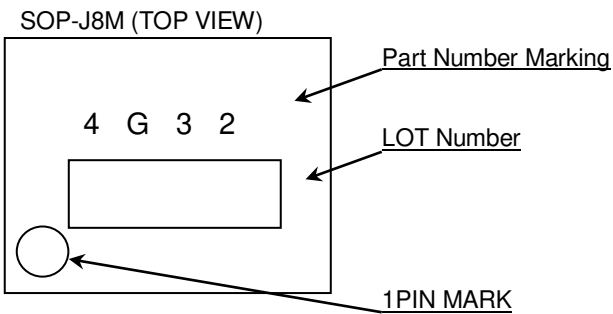 SOP-J8M (TOP VIEW)
Part Number Marking
4 G 3 2
LOT Number
1PIN MARK